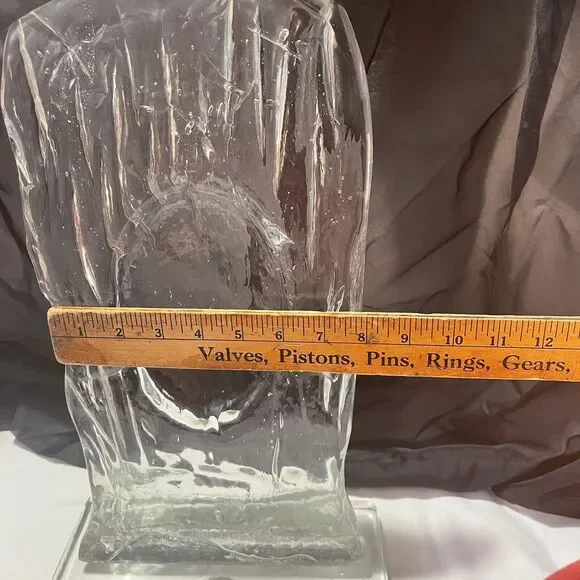 1 2 3 4 5 6 7 8 9 10 11 12
Valves, Pistons, Pins, Rings, Gears,